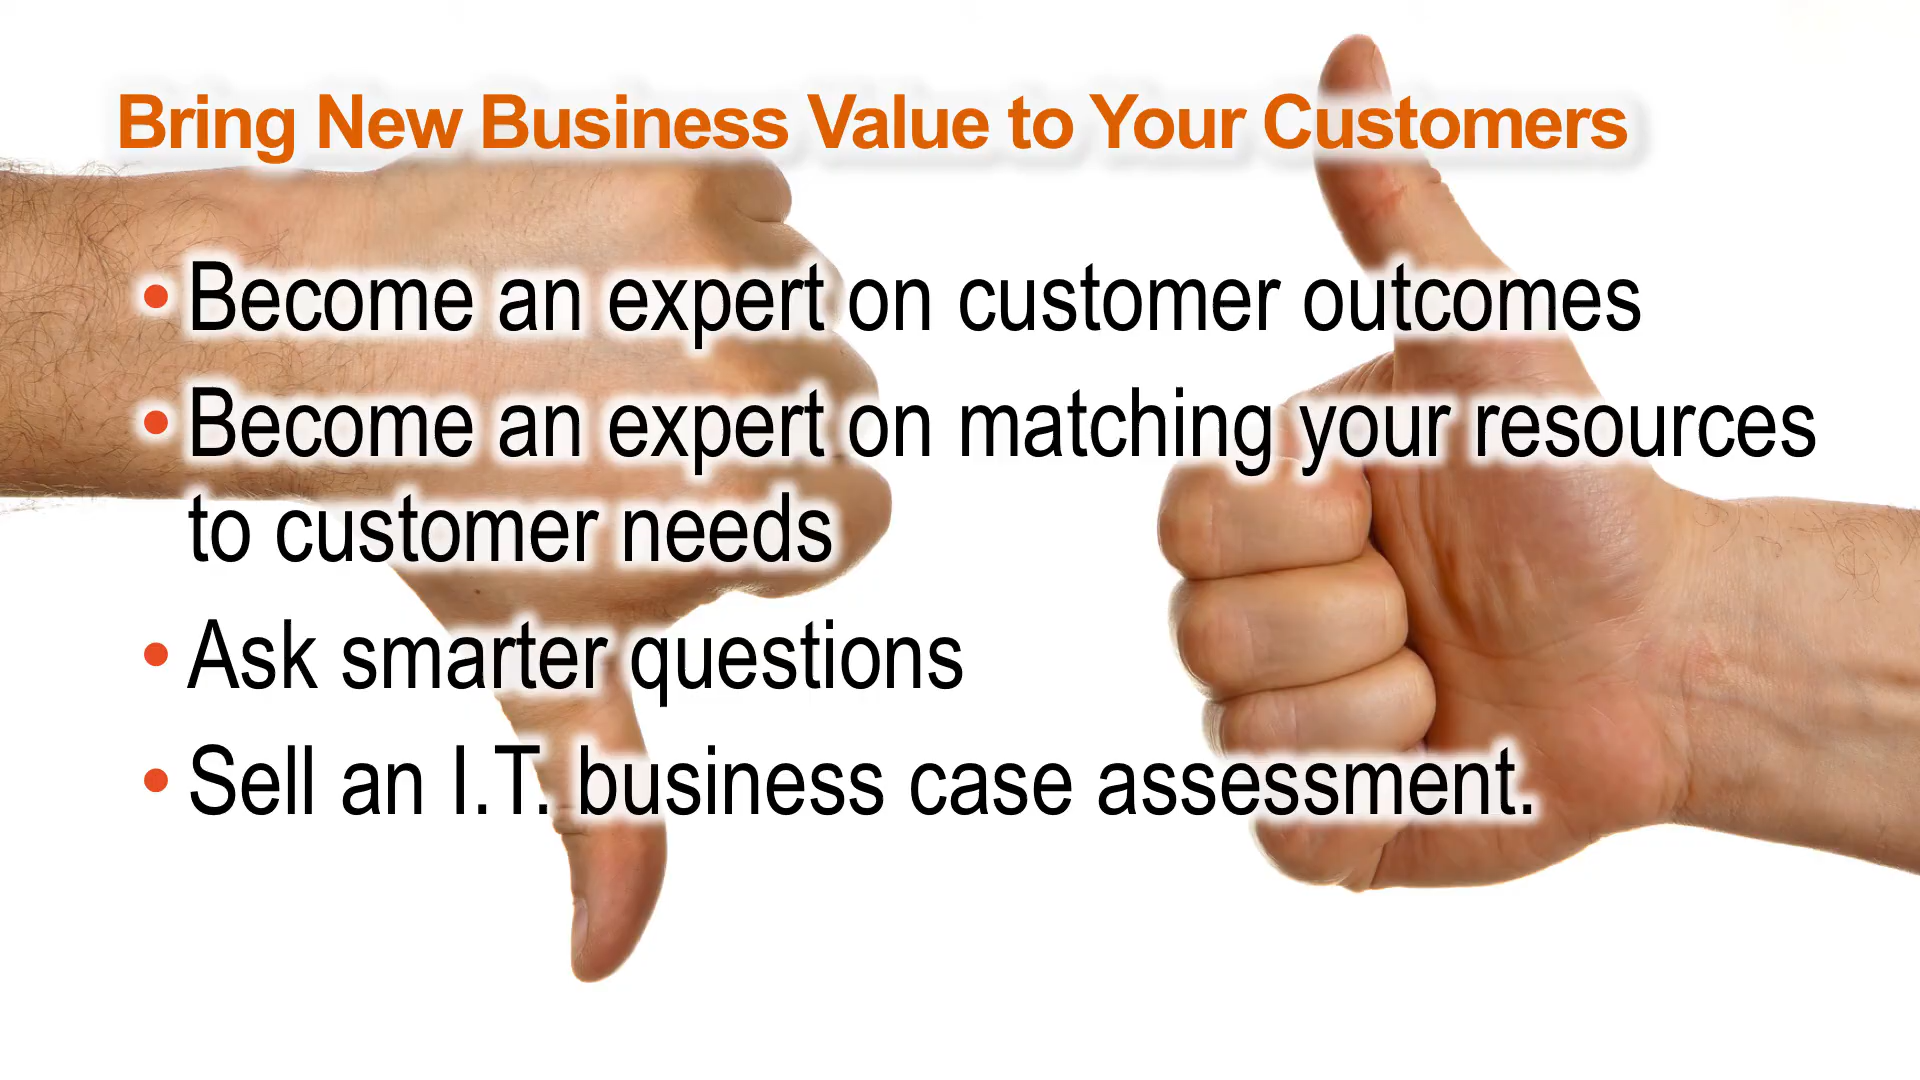 Bring New Business Value to Your Customers
• Become an expert on customer outcomes
• Become an expert on matching your resources
to customer needs
• Ask smarter questions
• Sell an I.T. business case assessment.